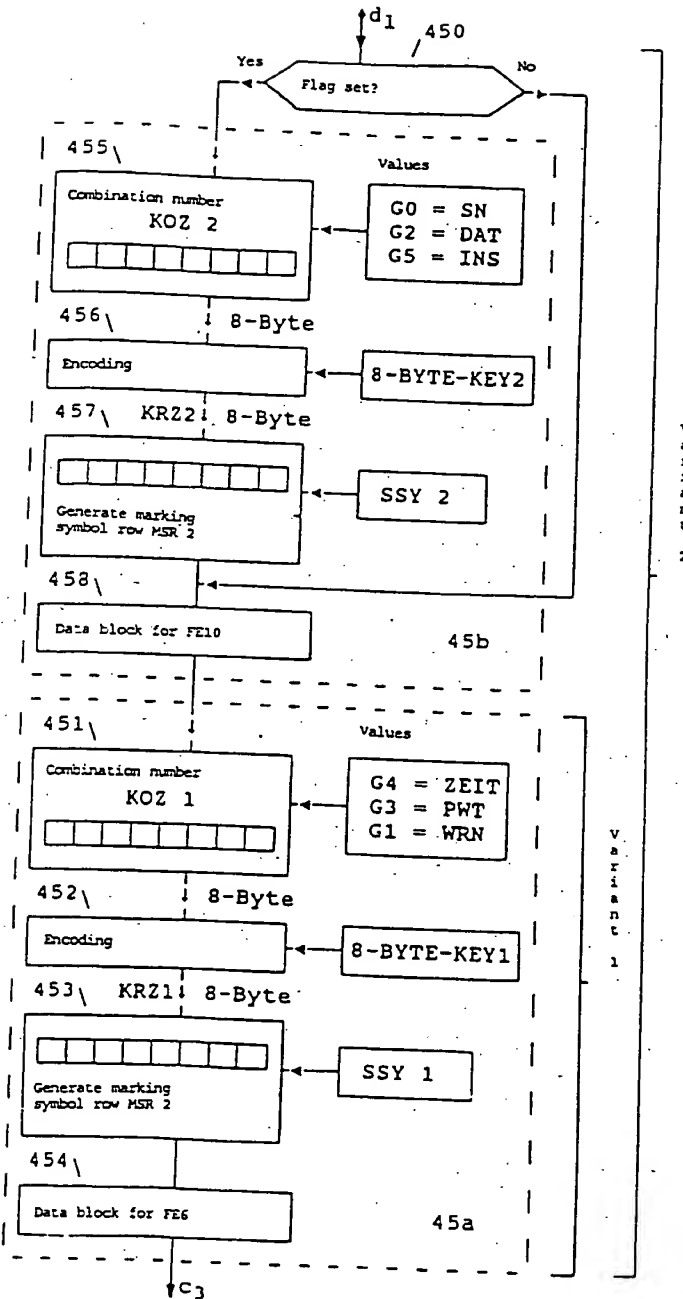 d1
450
Yes
No
Flag set?
455
Values
Combination number
KOZ 2
G0 = SN
G2 = DAT
G5 = INS
456
8-Byte
Encoding
8-BYTE-KEY2
457
KRZ2
8-Byte
SSY 2
Generate marking
symbol row MSR 2
458
Data block for FE10
45b
451
Values
Combination number
KOZ 1
G4 = ZEIT
G3 = PWT
G1 = WRN
452
8-Byte
Encoding
8-BYTE-KEY1
453
KRZ1
8-Byte
SSY 1
Generate marking
symbol row MSR 2
454
Data block for FE6
45a
c3
Variant 1